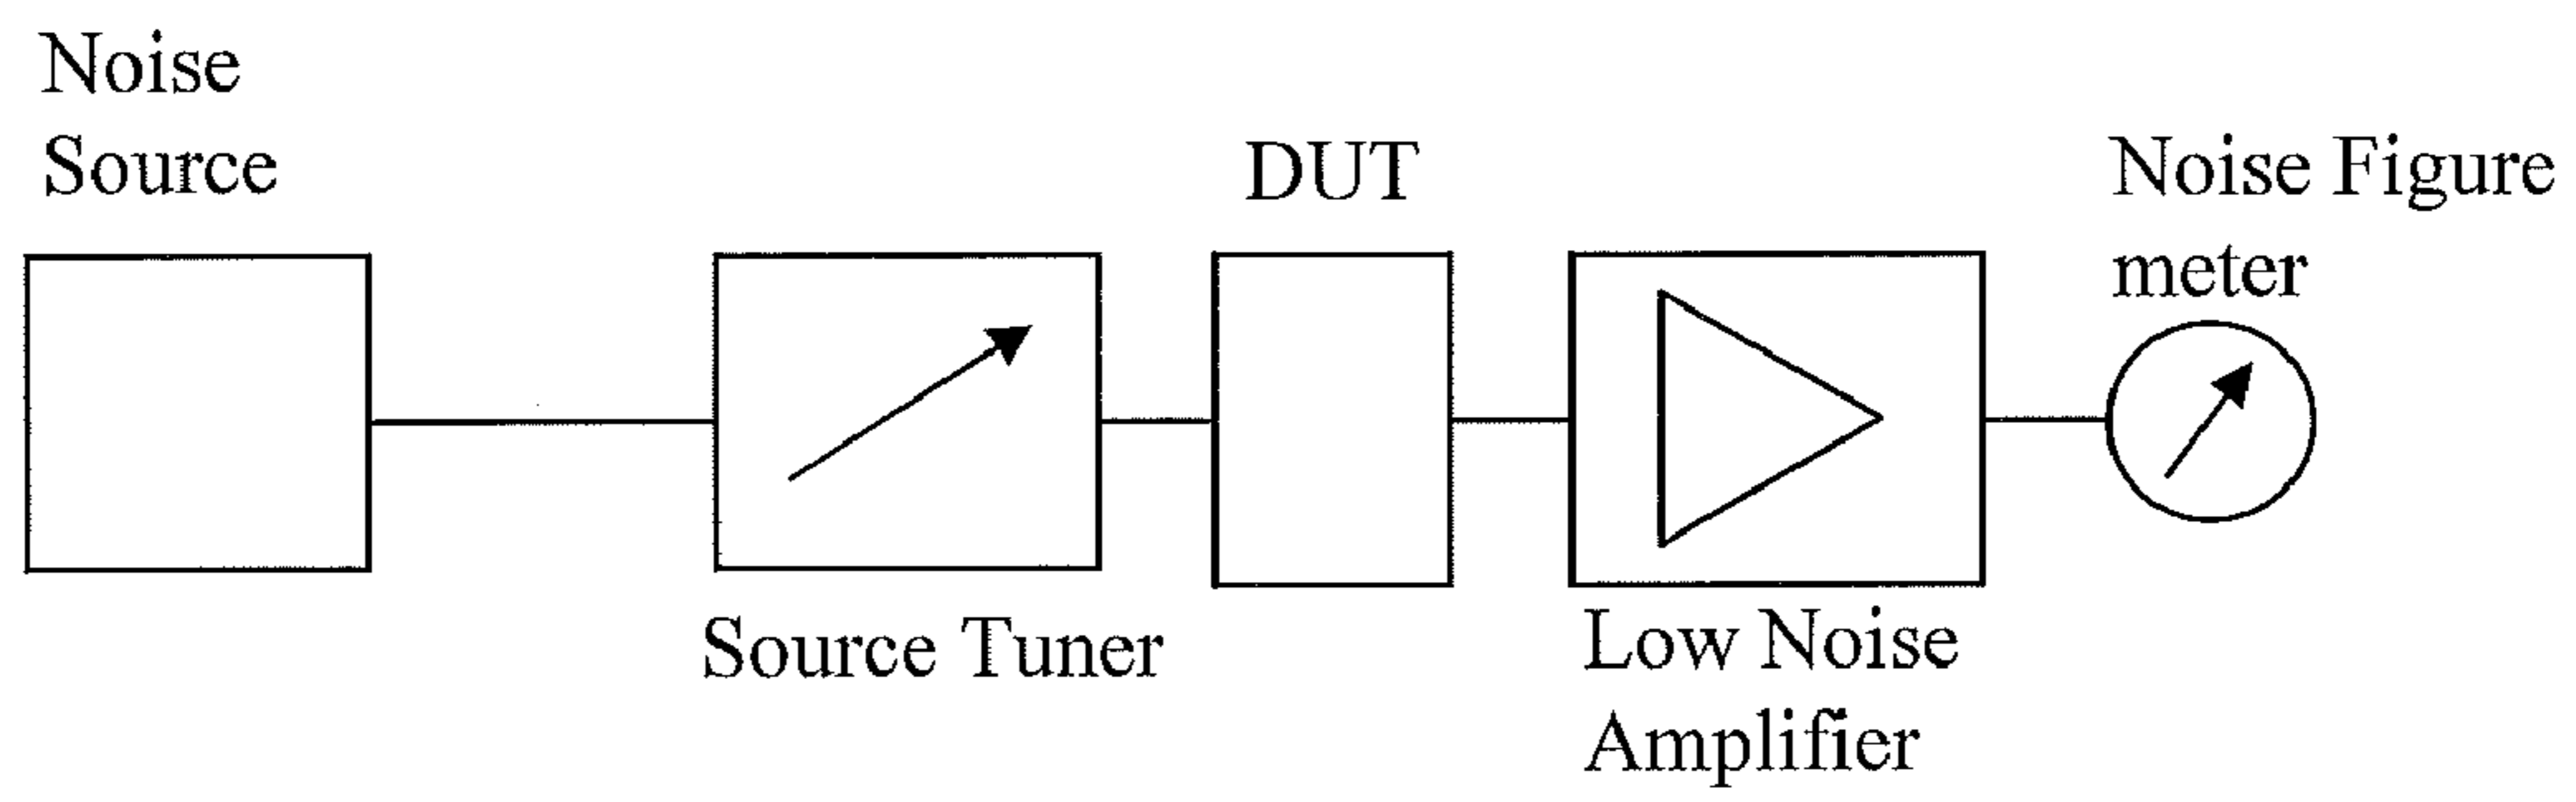 Noise
Source
DUT
Noise Figure
meter
Source Tuner
Low Noise
Amplifier